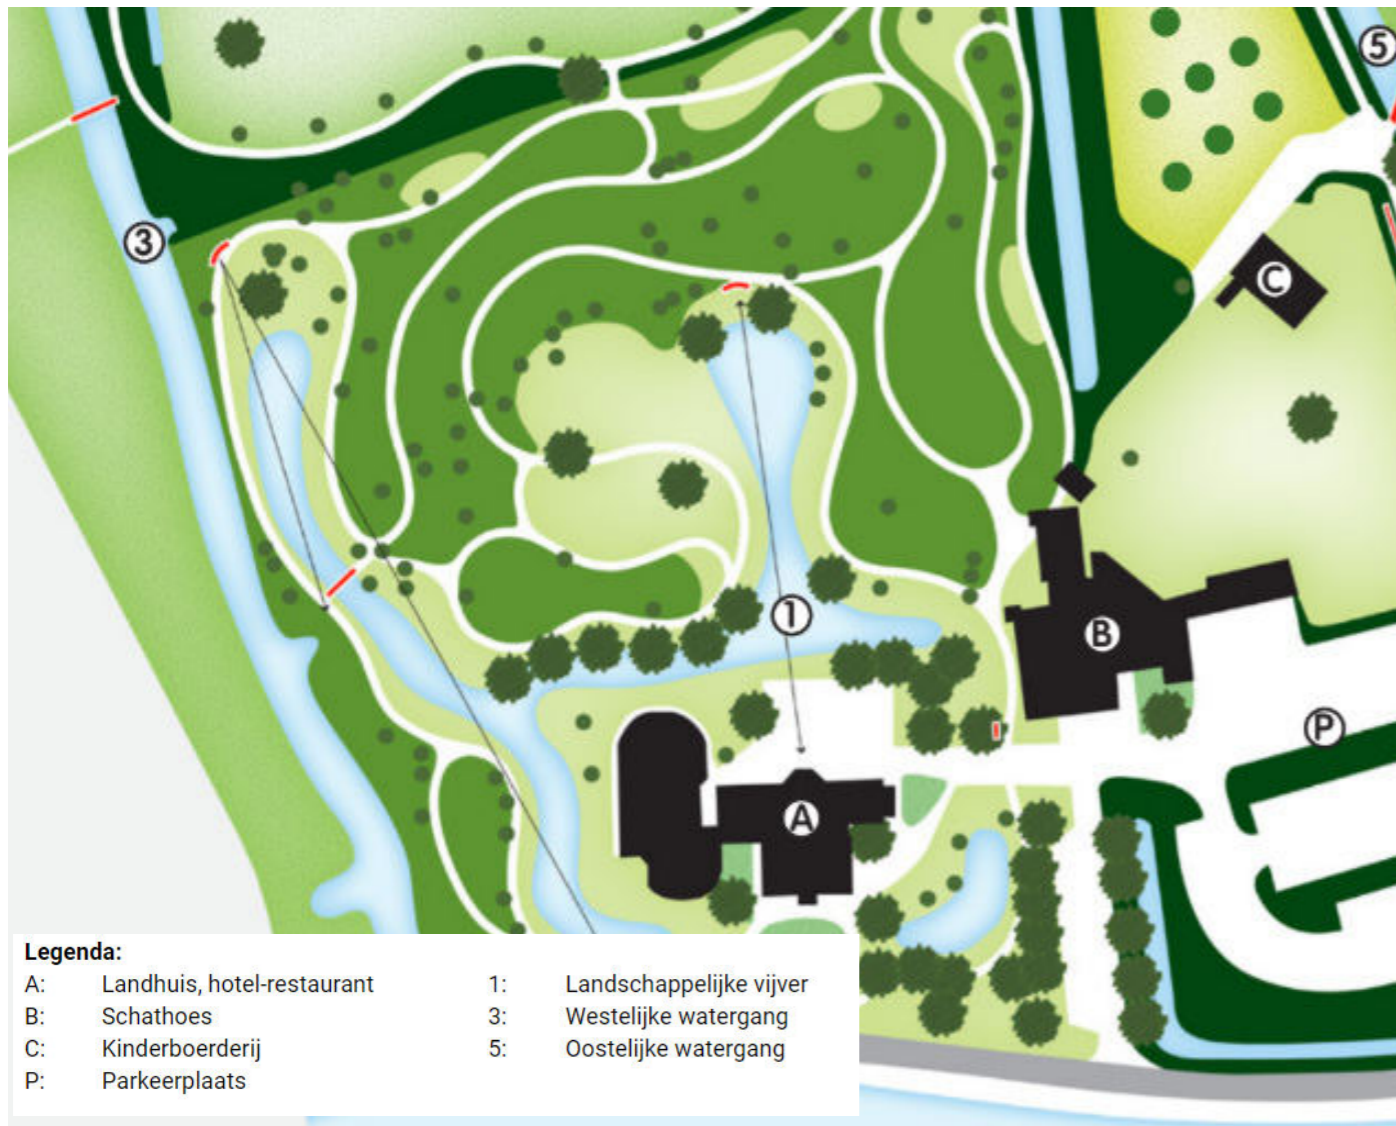 5
3
C
1
B
P
A
Legenda:
A: Landhuis, hotel-restaurant 1: Landschappelijke vijver
B: Schathoes 3: Westelijke watergang
C: Kinderboerderij 5: Oostelijke watergang
P: Parkeerplaats